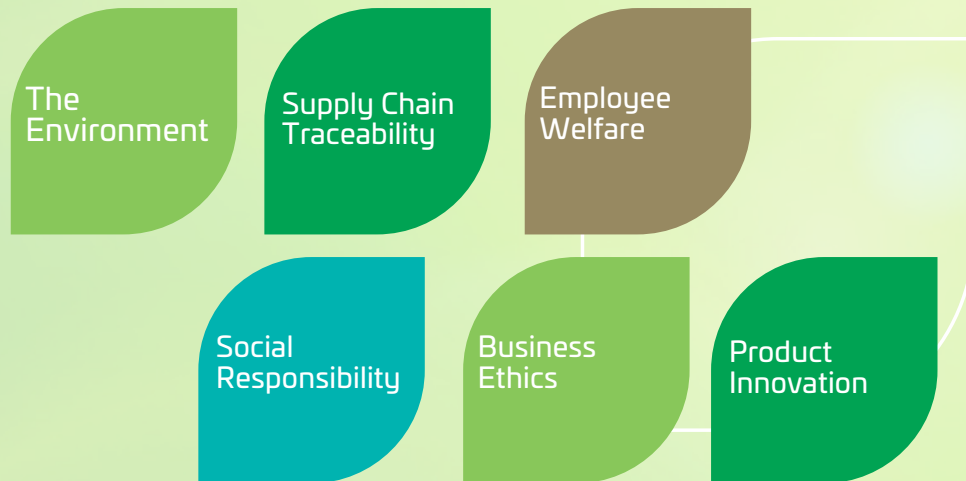 The
Environment
Supply Chain
Traceability
Employee
Welfare
Social
Responsibility
Business
Ethics
Product
Innovation